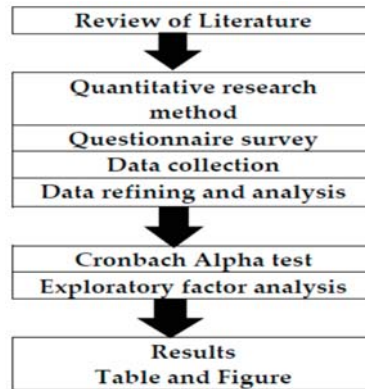 Review of Literature
Quantitative research
method
Questionnaire survey
Data collection
Data refining and analysis
Cronbach Alpha test
Exploratory factor analysis
Results
Table and Figure